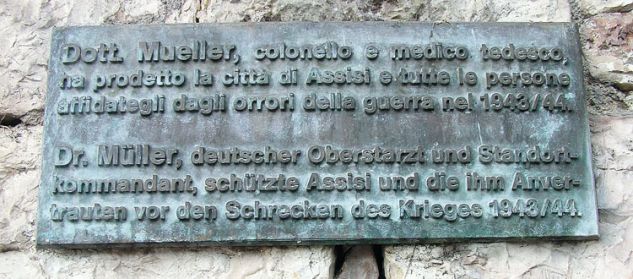 Dott. Mueller, colonello e medico tedesco,
ha prodetto la città di Assisi e tutte le persone
affidategli dagli orrori della guerra nel 1943/44.
Dr. Müller, deutscher Oberstarzt und Standort-
kommandant, schützte Assisi und die ihm Anver-
trauten vor den Schrecken des Krieges 1943/44.